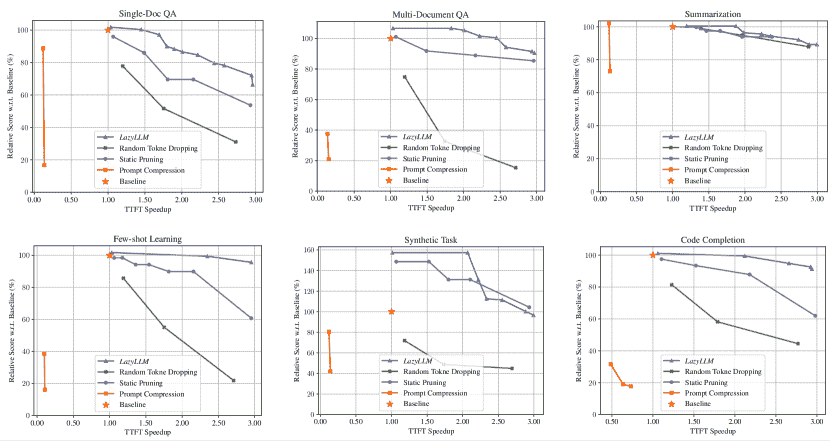 Single-Doc QA
Relative Score w.r.t. Baseline (%)
100
80
60
40
20
0
LazyLLM
Random Tokne Dropping
Static Pruning
Prompt Compression
Baseline
0.00 0.50 1.00 1.50 2.00 2.50 3.00
TTFT Speedup
Multi-Document QA
Relative Score w.r.t. Baseline (%)
100
80
60
40
20
0
LazyLLM
Random Tokne Dropping
Static Pruning
Prompt Compression
Baseline
0.00 0.50 1.00 1.50 2.00 2.50 3.00
TTFT Speedup
Summarization
Relative Score w.r.t. Baseline (%)
100
80
60
40
20
0
LazyLLM
Random Tokne Dropping
Static Pruning
Prompt Compression
Baseline
0.00 0.50 1.00 1.50 2.00 2.50 3.00
TTFT Speedup
Few-shot Learning
Relative Score w.r.t. Baseline (%)
100
80
60
40
20
0
LazyLLM
Random Tokne Dropping
Static Pruning
Prompt Compression
Baseline
0.00 0.50 1.00 1.50 2.00 2.50 3.00
TTFT Speedup
Synthetic Task
Relative Score w.r.t. Baseline (%)
160
140
120
100
80
60
40
20
0
LazyLLM
Random Tokne Dropping
Static Pruning
Prompt Compression
Baseline
0.00 0.50 1.00 1.50 2.00 2.50 3.00
TTFT Speedup
Code Completion
Relative Score w.r.t. Baseline (%)
100
80
60
40
20
0
LazyLLM
Random Tokne Dropping
Static Pruning
Prompt Compression
Baseline
0.50 1.00 1.50 2.00 2.50 3.00
TTFT Speedup